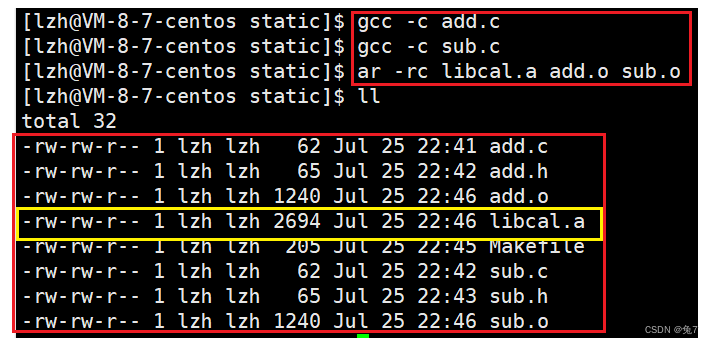 [lzh@VM-8-7-centos static]$ gcc -c add.c
[lzh@VM-8-7-centos static]$ gcc -c sub.c
[lzh@VM-8-7-centos static]$ ar -rc libcal.a add.o sub.o
[lzh@VM-8-7-centos static]$ ll
total 32
-rw-rw-r-- 1 lzh lzh   62 Jul 25 22:41 add.c
-rw-rw-r-- 1 lzh lzh   65 Jul 25 22:42 add.h
-rw-rw-r-- 1 lzh lzh 1240 Jul 25 22:46 add.o
-rw-rw-r-- 1 lzh lzh 2694 Jul 25 22:46 libcal.a
-rw-rw-r-- 1 lzh lzh  205 Jul 25 22:45 Makefile
-rw-rw-r-- 1 lzh lzh   62 Jul 25 22:42 sub.c
-rw-rw-r-- 1 lzh lzh   65 Jul 25 22:43 sub.h
-rw-rw-r-- 1 lzh lzh 1240 Jul 25 22:46 sub.o
CSDN @兔7